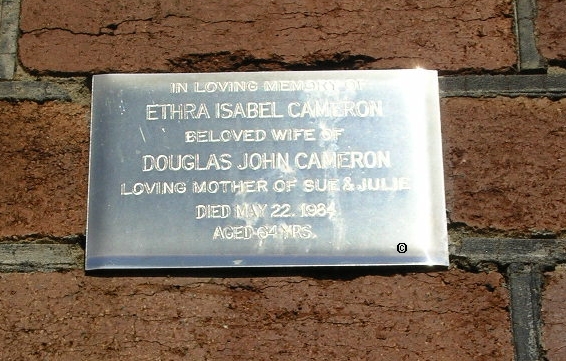 IN LOVING MEMORY OF
ETHRA ISABEL CAMERON
BELOVED WIFE OF
DOUGLAS JOHN CAMERON
LOVING MOTHER OF SUE & JULIE
DIED MAY 22. 1984
AGED 64 YRS.
©